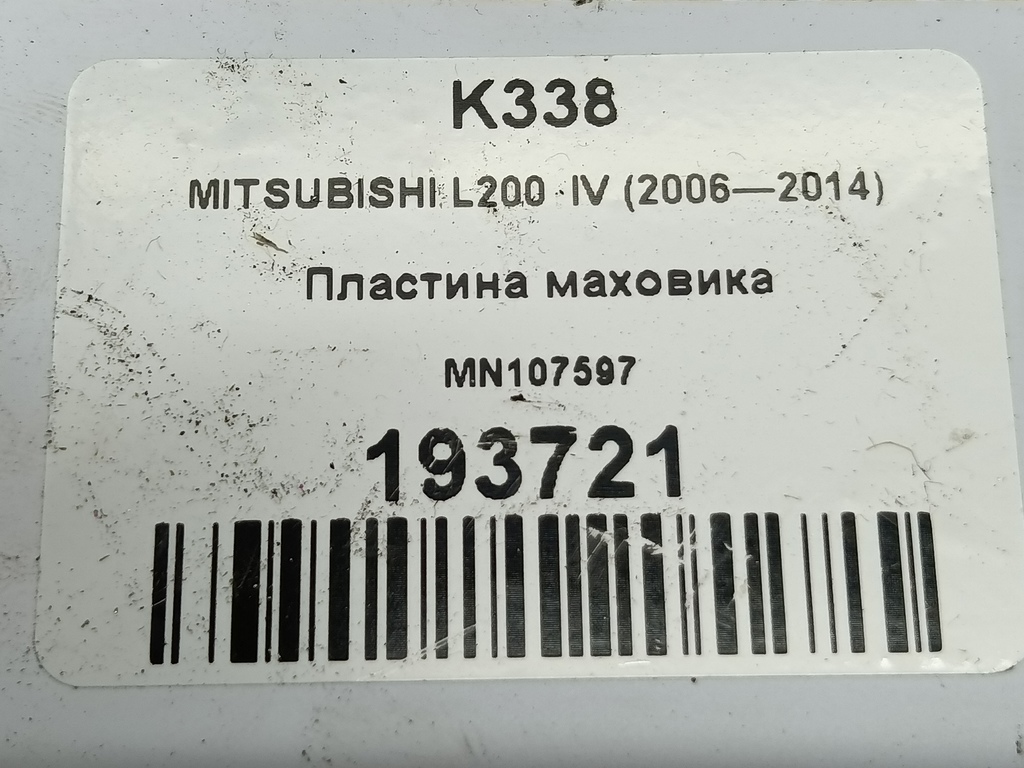 K338
MITSUBISHI L200 IV (2006—2014)
Пластина маховика
MN107597
193721